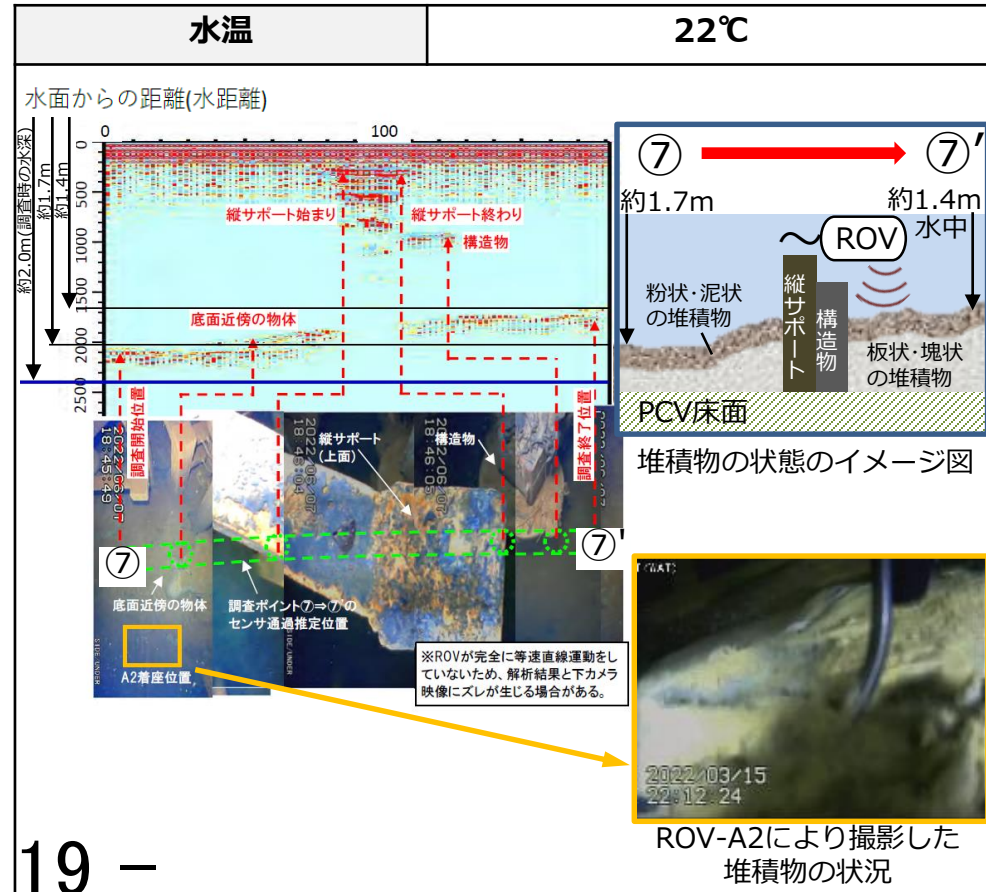 水温
22℃
水面からの距離(水距離)
0
100
約2.0m(調査時の水深)
約1.7m
約1.4m
0
500
1000
1500
2000
2500
縦サポート始まり
縦サポート終わり
構造物
底面近傍の物体
調査開始位置
調査終了位置
⑦
⑦'
約1.7m
約1.4m
水中
ROV
粉状・泥状
の堆積物
縦サポート
構造物
板状・塊状
の堆積物
PCV床面
堆積物の状態のイメージ図
2022/06/07
18:45:49
2022/06/07
18:46:04
2022/06/07
18:46:05
縦サポート
(上面)
構造物
⑦
⑦'
底面近傍の物体
調査ポイント⑦⇒⑦'の
センサ通過推定位置
SIDE/UNDER
SIDE/UNDER
A2着座位置
※ROVが完全に等速直線運動をし
ていないため、解析結果と下カメラ
映像にズレが生じる場合がある。
2022/03/15
22:12:24
ROV-A2により撮影した
堆積物の状況
19 −